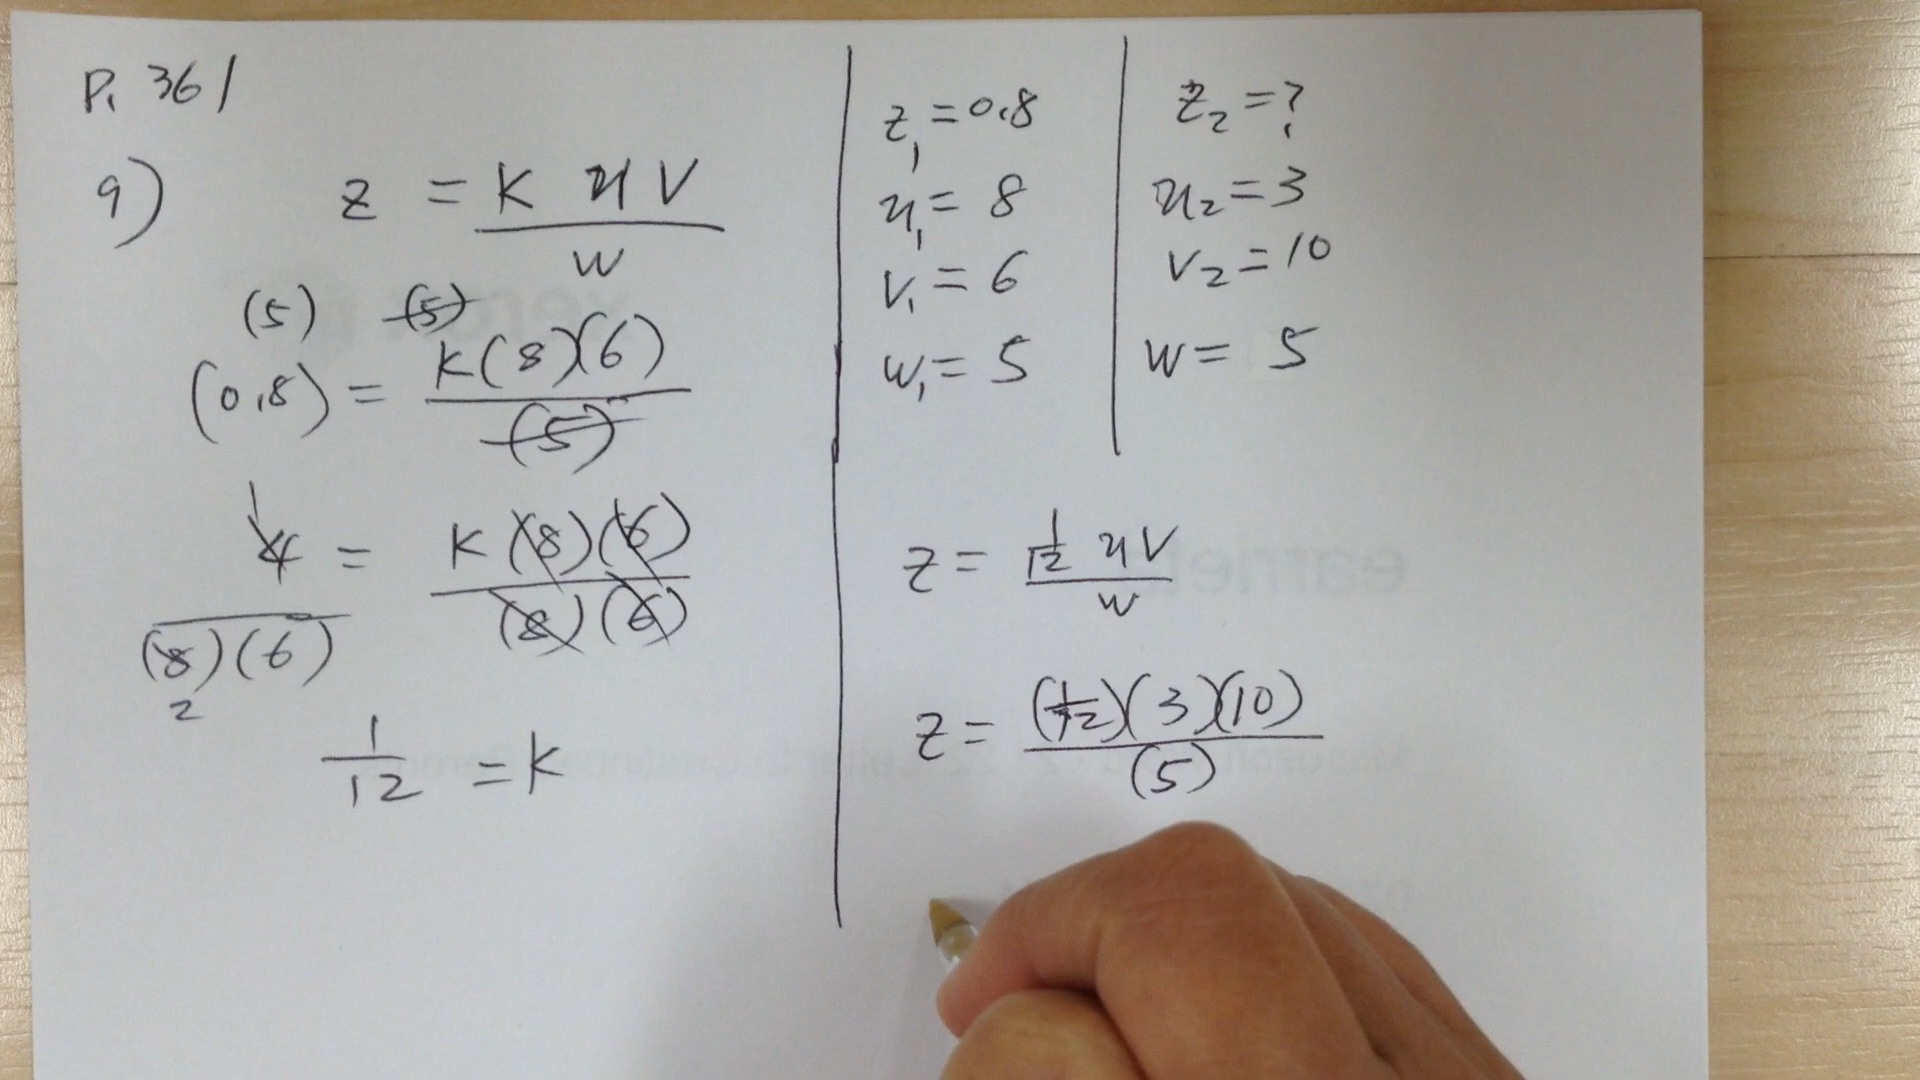 P. 361
9)
z = K u V / w
(5) (5)
(0.8) = K(8)(6) / (5)
1
4 / (8)(6) = K(8)(6) / (8)(6)
2
1/12 = K
z1 = 0.8
u1 = 8
V1 = 6
w1 = 5
z2 = ?
u2 = 3
V2 = 10
w = 5
z = 1/12 u V / w
z = (1/12)(3)(10) / (5)